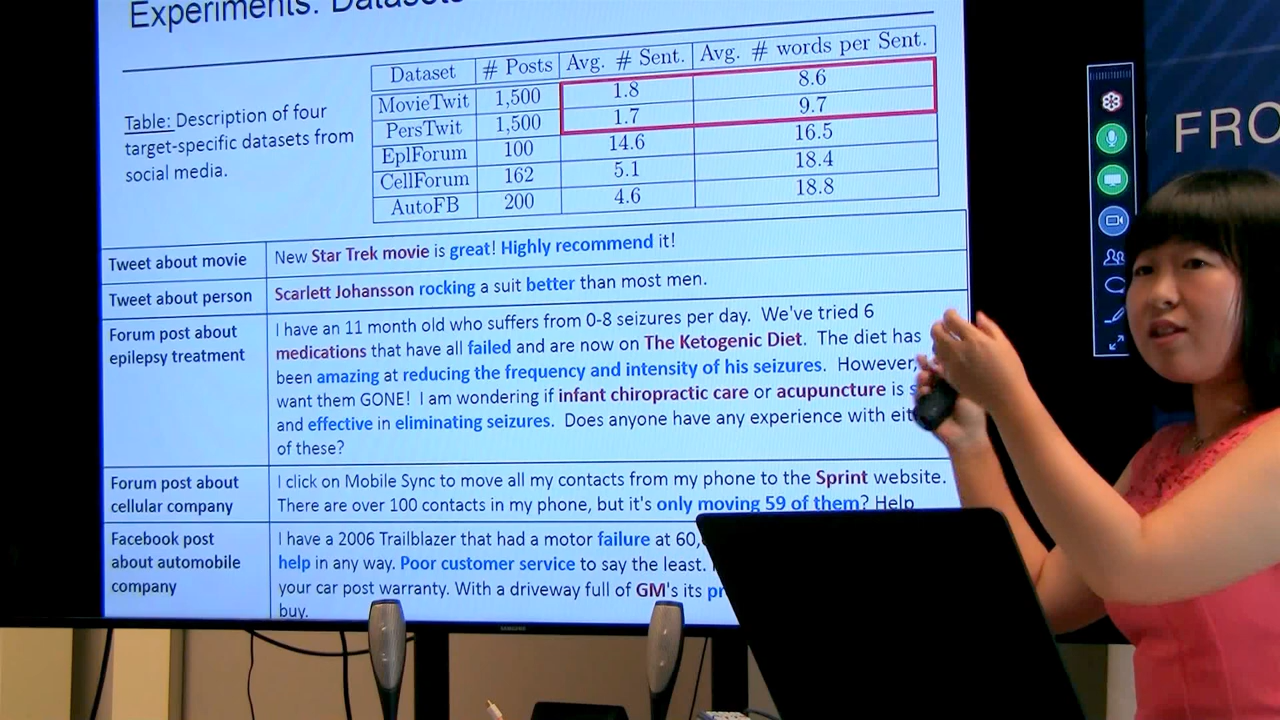 Experiments: Datasets
Dataset # Posts Avg. # Sent. Avg. # words per Sent.
MovieTwit 1,500 1.8 8.6
PersTwit 1,500 1.7 9.7
EplForum 100 14.6 16.5
CellForum 162 5.1 18.4
AutoFB 200 4.6 18.8
Table: Description of four
target-specific datasets from
social media.
Tweet about movie
New Star Trek movie is great! Highly recommend it!
Tweet about person
Scarlett Johansson rocking a suit better than most men.
Forum post about
epilepsy treatment
I have an 11 month old who suffers from 0-8 seizures per day. We've tried 6
medications that have all failed and are now on The Ketogenic Diet. The diet has
been amazing at reducing the frequency and intensity of his seizures. However,
want them GONE! I am wondering if infant chiropractic care or acupuncture is
and effective in eliminating seizures. Does anyone have any experience with
of these?
Forum post about
cellular company
I click on Mobile Sync to move all my contacts from my phone to the Sprint website.
There are over 100 contacts in my phone, but it's only moving 59 of them? Help
Facebook post
about automobile
company
I have a 2006 Trailblazer that had a motor failure at 60,
help in any way. Poor customer service to say the least.
your car post warranty. With a driveway full of GM's its
buy.
FRO
SAMSUNG